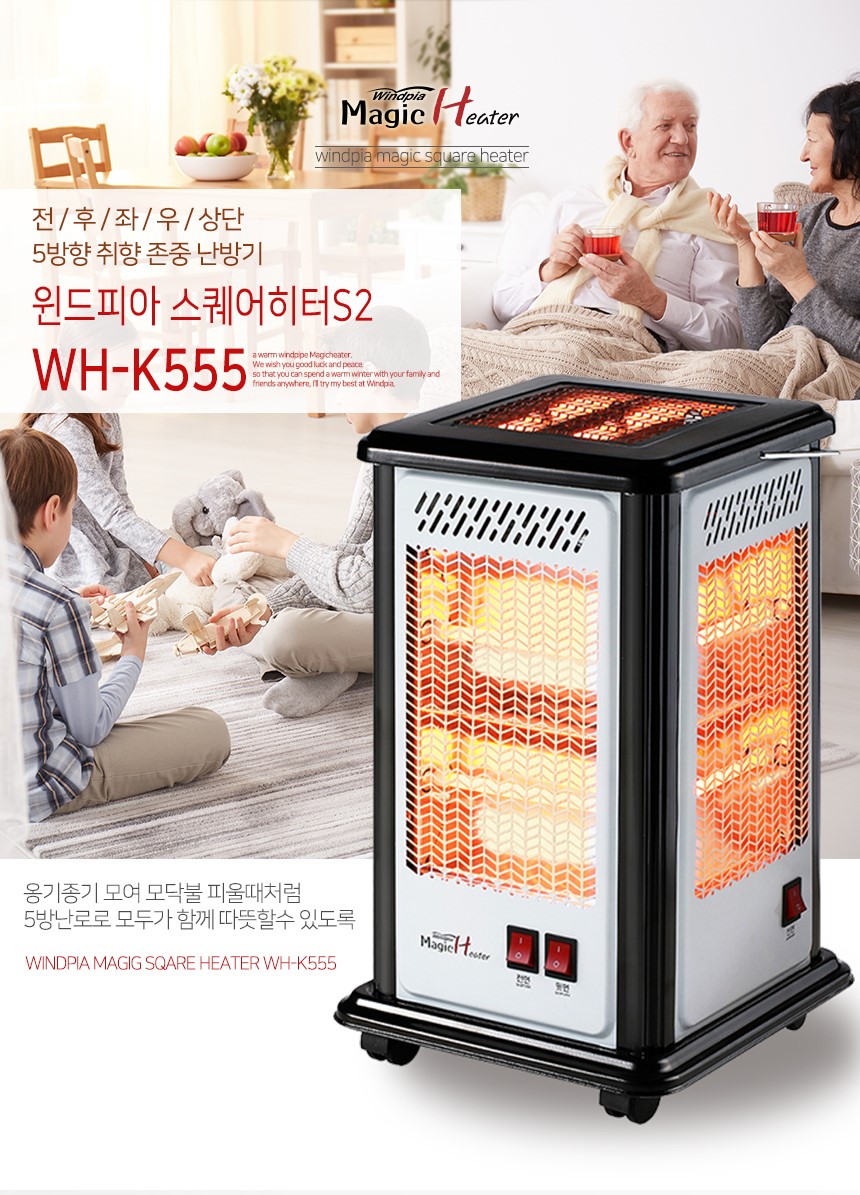 Windpia
Magic Heater
windpia magic square heater
전 / 후 / 좌 / 우 / 상단
5방향 취향 존중 난방기
윈드피아 스퀘어히터S2
WH-K555
a warm windpipe Magicheater.
We wish you good luck and peace.
so that you can spend a warm winter with your family and
friends anywhere, I'll try my best at Windpia.
옹기종기 모여 모닥불 피울때처럼
5방난로로 모두가 함께 따뜻할수 있도록
WINDPIA MAGIG SQARE HEATER WH-K555
Windpia
Magic Heater
전면
윗면